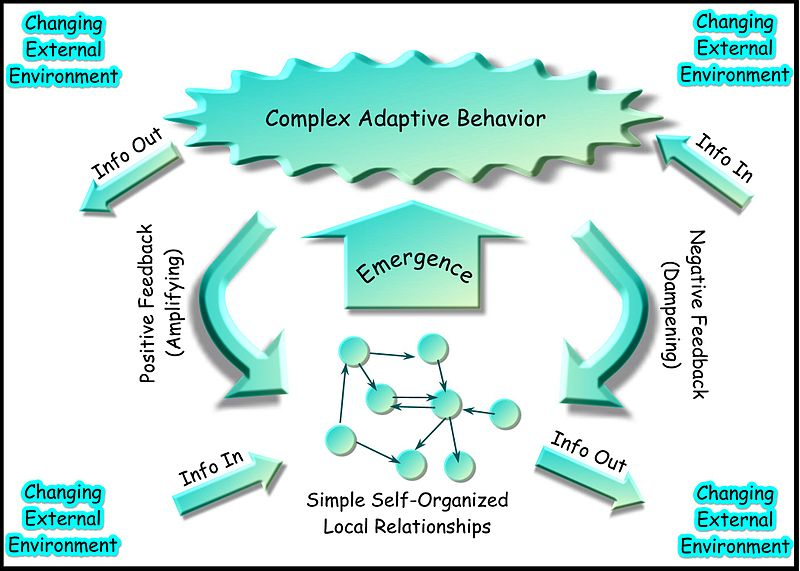 Changing
External
Environment
Changing
External
Environment
Complex Adaptive Behavior
Info Out
Info In
Positive Feedback
(Amplifying)
Emergence
Negative Feedback
(Dampening)
Info In
Info Out
Simple Self-Organized
Local Relationships
Changing
External
Environment
Changing
External
Environment